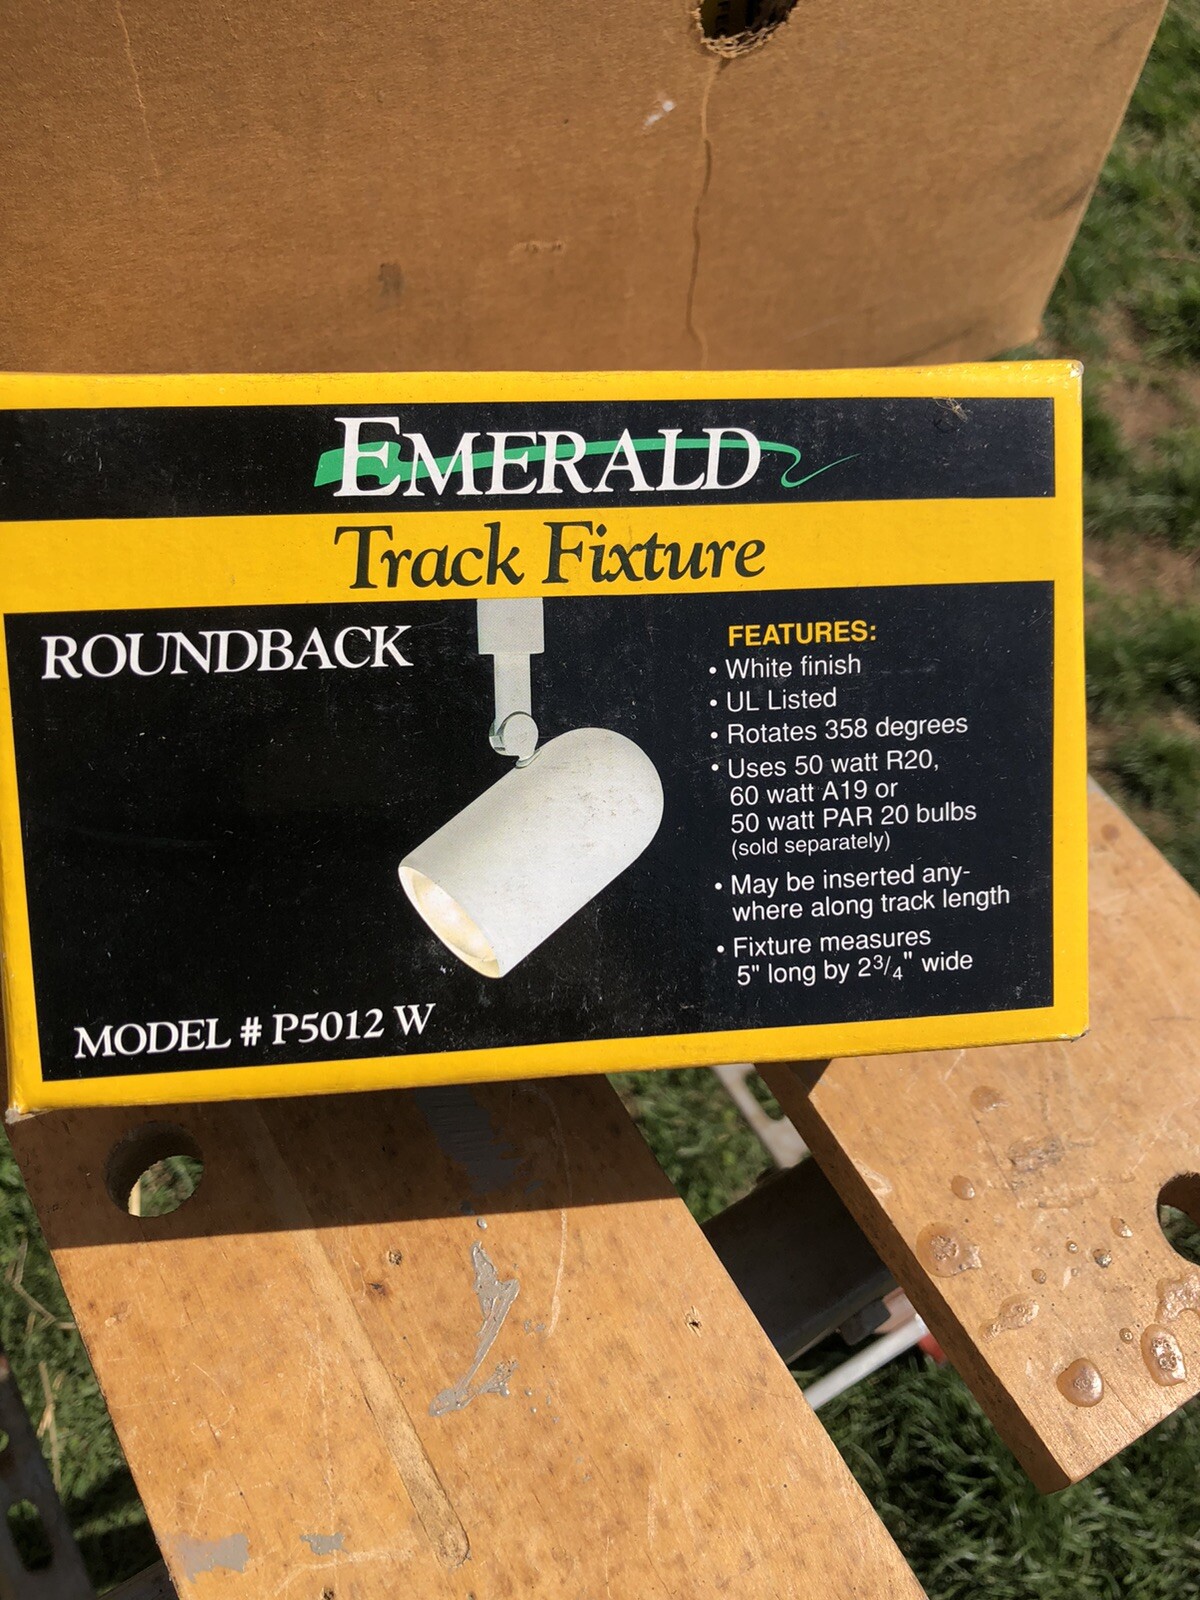 EMERALD
Track Fixture
ROUNDBACK
FEATURES:
• White finish
• UL Listed
• Rotates 358 degrees
• Uses 50 watt R20,
60 watt A19 or
50 watt PAR 20 bulbs
(sold separately)
• May be inserted any-
where along track length
• Fixture measures
5" long by 2 3/4" wide
MODEL # P5012 W